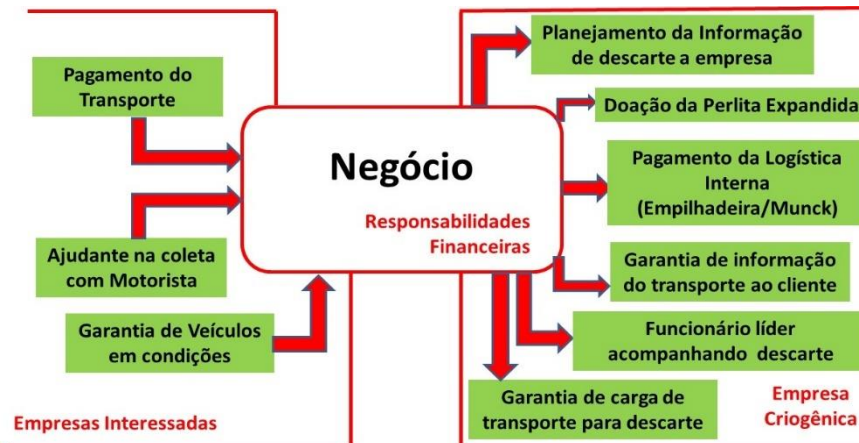 Pagamento do
Transporte
Ajudante na coleta
com Motorista
Garantia de Veículos
em condições
Empresas Interessadas
Negócio
Responsabilidades
Financeiras
Planejamento da Informação
de descarte a empresa
Doação da Perlita Expandida
Pagamento da Logística
Interna
(Empilhadeira/Munck)
Garantia de informação
do transporte ao cliente
Funcionário líder
acompanhando descarte
Garantia de carga de
transporte para descarte
Empresa
Criogênica